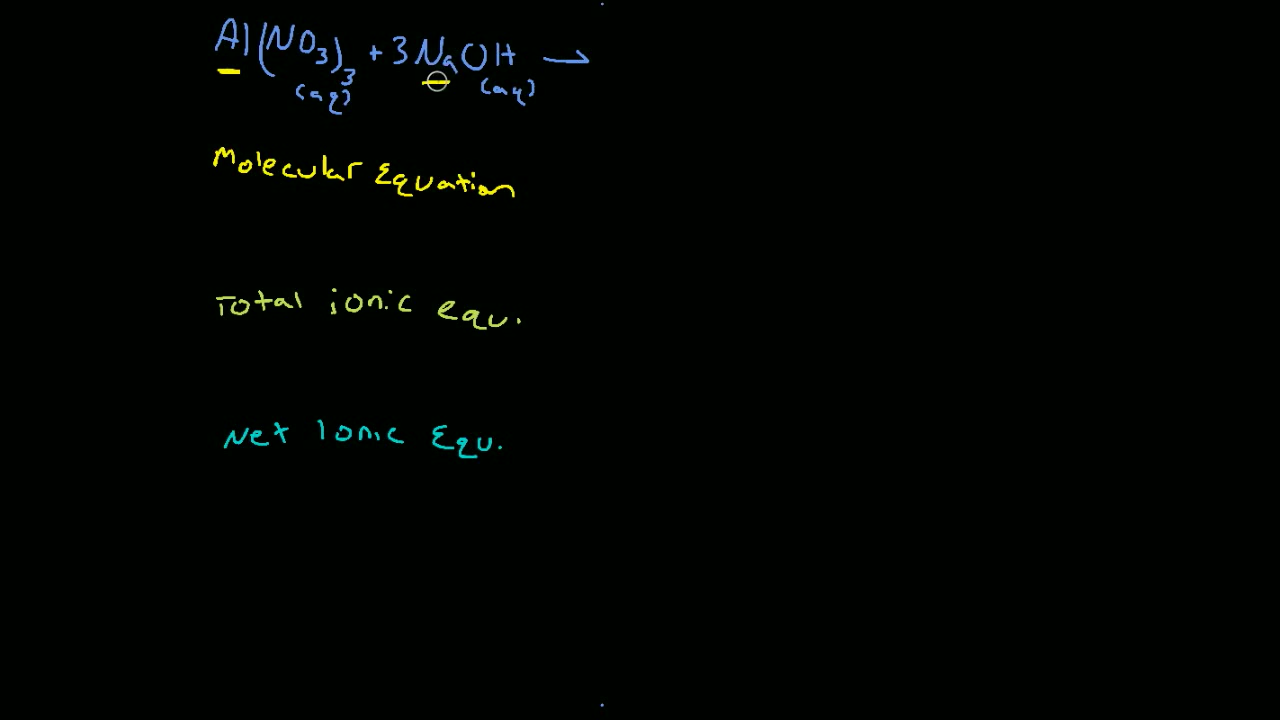 Al(NO3)3 + 3NaOH →
(aq) (aq)
Molecular Equation
Total ionic equ.
Net Ionic Equ.